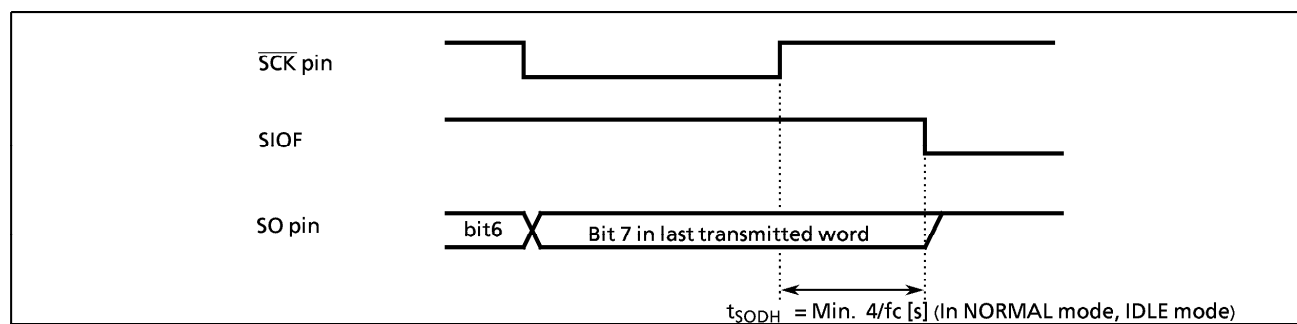 S̅C̅K̅ pin
SIOF
SO pin
bit6
Bit 7 in last transmitted word
tSODH = Min. 4/fc [s] (In NORMAL mode, IDLE mode)